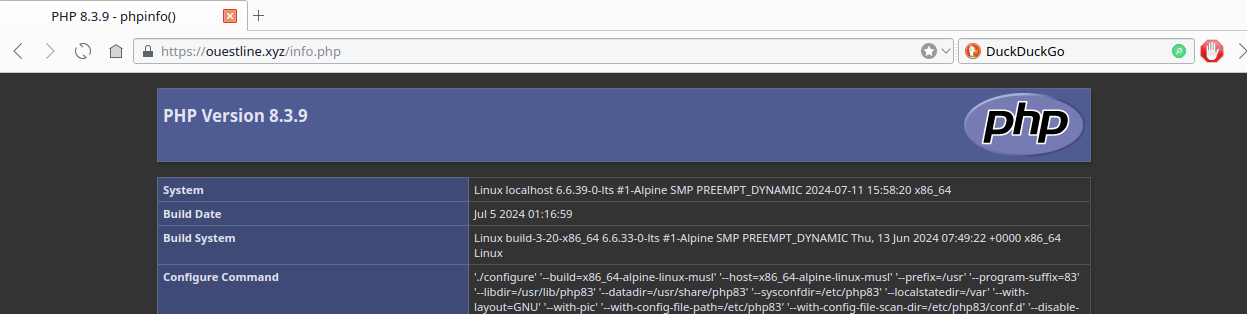 PHP 8.3.9 - phpinfo()
https://ouestline.xyz/info.php
DuckDuckGo
PHP Version 8.3.9
php
System
Linux localhost 6.6.39-0-lts #1-Alpine SMP PREEMPT_DYNAMIC 2024-07-11 15:58:20 x86_64
Build Date
Jul 5 2024 01:16:59
Build System
Linux build-3-20-x86_64 6.6.33-0-lts #1-Alpine SMP PREEMPT_DYNAMIC Thu, 13 Jun 2024 07:49:22 +0000 x86_64
Linux
Configure Command
'./configure' '--build=x86_64-alpine-linux-musl' '--host=x86_64-alpine-linux-musl' '--prefix=/usr' '--program-suffix=83'
'--libdir=/usr/lib/php83' '--datadir=/usr/share/php83' '--sysconfdir=/etc/php83' '--localstatedir=/var' '--with-
layout=GNU' '--with-pic' '--with-config-file-path=/etc/php83' '--with-config-file-scan-dir=/etc/php83/conf.d' '--disable-